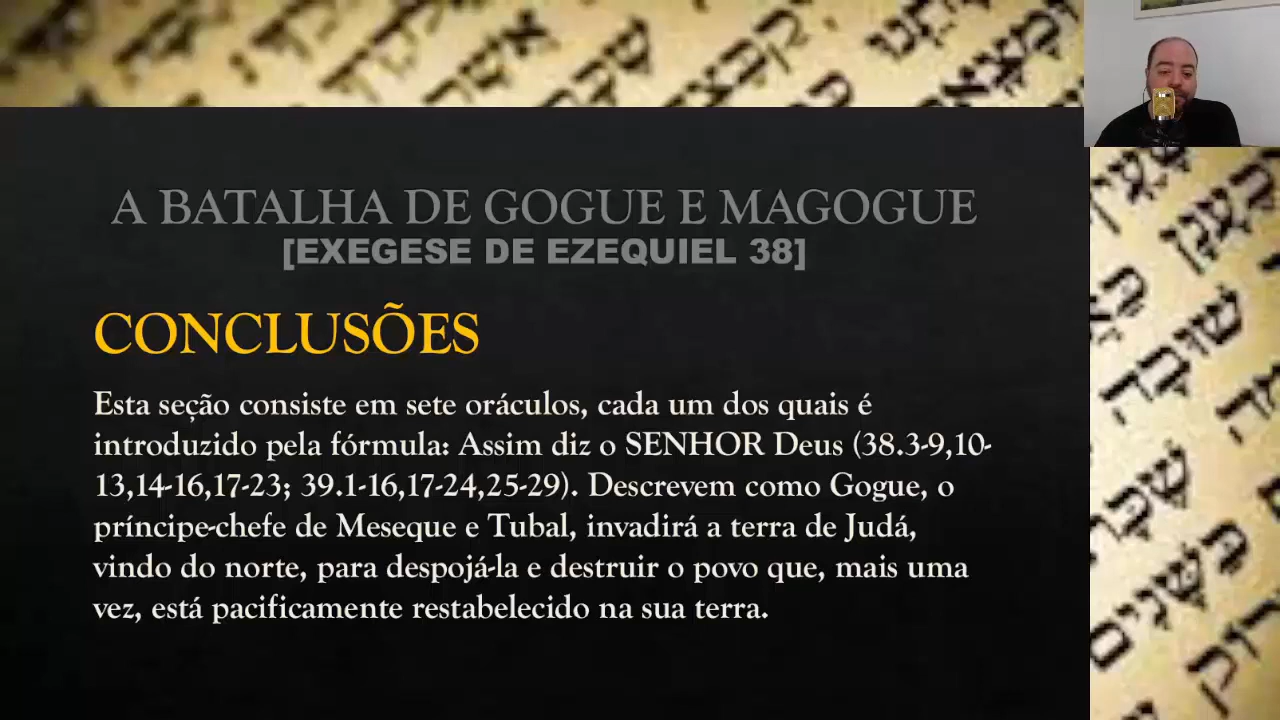 A BATALHA DE GOGUE E MAGOGUE
[EXEGESE DE EZEQUIEL 38]
CONCLUSÕES
Esta seção consiste em sete oráculos, cada um dos quais é
introduzido pela fórmula: Assim diz o SENHOR Deus (38.3-9,10-
13,14-16,17-23; 39.1-16,17-24,25-29). Descrevem como Gogue, o
príncipe-chefe de Meseque e Tubal, invadirá a terra de Judá,
vindo do norte, para despojá-la e destruir o povo que, mais uma
vez, está pacificamente restabelecido na sua terra.